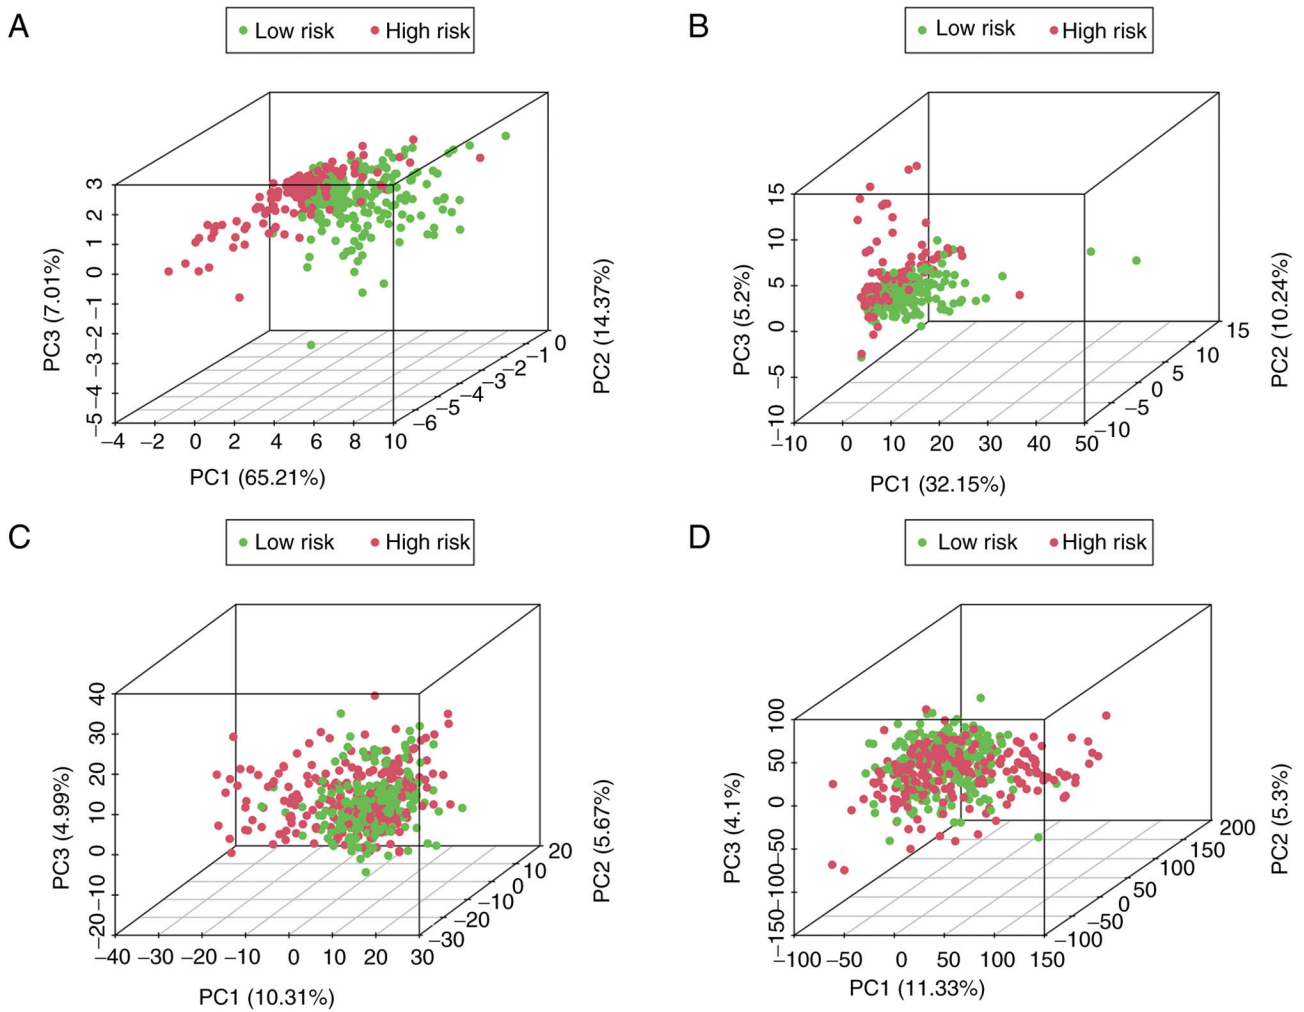 A
Low risk High risk
3
2
1
0
−1
−2
−3
−4
−5
PC3 (7.01%)
−4 −2 0 2 4 6 8 10
PC1 (65.21%)
0
−1
−2
−3
−4
−5
−6
PC2 (14.37%)
B
Low risk High risk
15
10
5
0
−5
−10
PC3 (5.2%)
−10 0 10 20 30 40 50
PC1 (32.15%)
15
10
5
0
−5
−10
PC2 (10.24%)
C
Low risk High risk
40
30
20
10
0
−10
−20
PC3 (4.99%)
−40 −30 −20 −10 0 10 20 30
PC1 (10.31%)
20
10
0
−10
−20
−30
PC2 (5.67%)
D
Low risk High risk
100
50
0
−50
−100
−150
PC3 (4.1%)
−100 −50 0 50 100 150
PC1 (11.33%)
200
150
100
50
0
−50
−100
PC2 (5.3%)